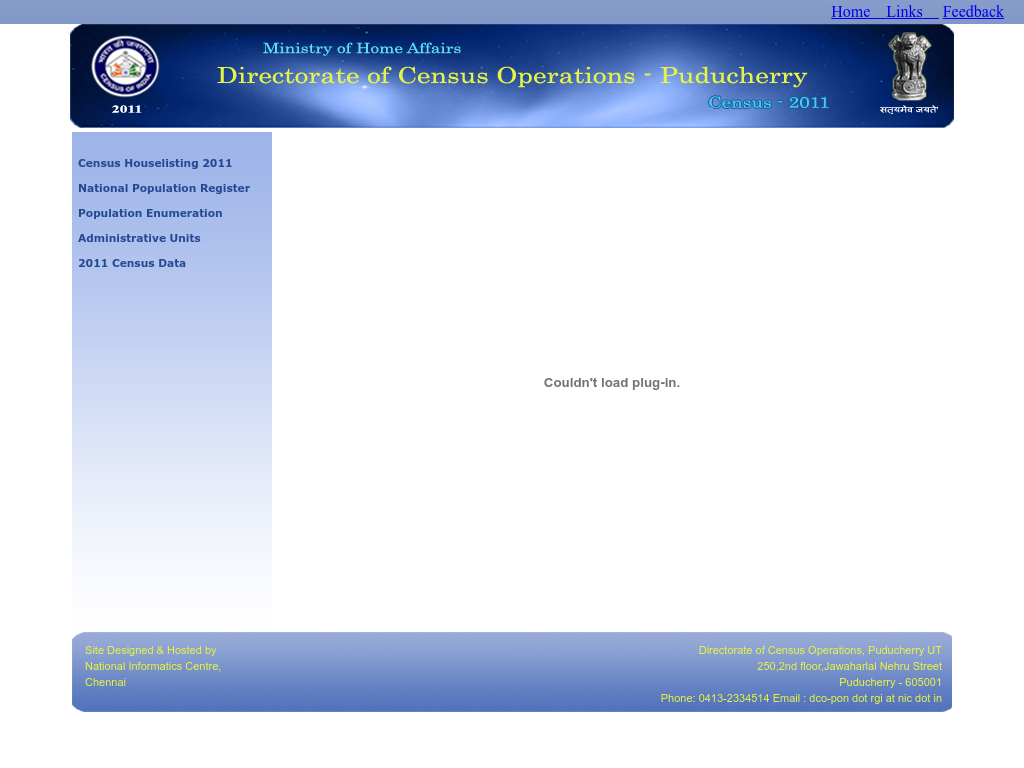 Home Links Feedback
Ministry of Home Affairs
Directorate of Census Operations - Puducherry
Census - 2011
भारत की जनगणना
CENSUS OF INDIA
2011
सत्यमेव जयते
Census Houselisting 2011
National Population Register
Population Enumeration
Administrative Units
2011 Census Data
Couldn't load plug-in.
Site Designed & Hosted by
National Informatics Centre,
Chennai
Directorate of Census Operations, Puducherry UT
250,2nd floor,Jawaharlal Nehru Street
Puducherry - 605001
Phone: 0413-2334514 Email : dco-pon dot rgi at nic dot in